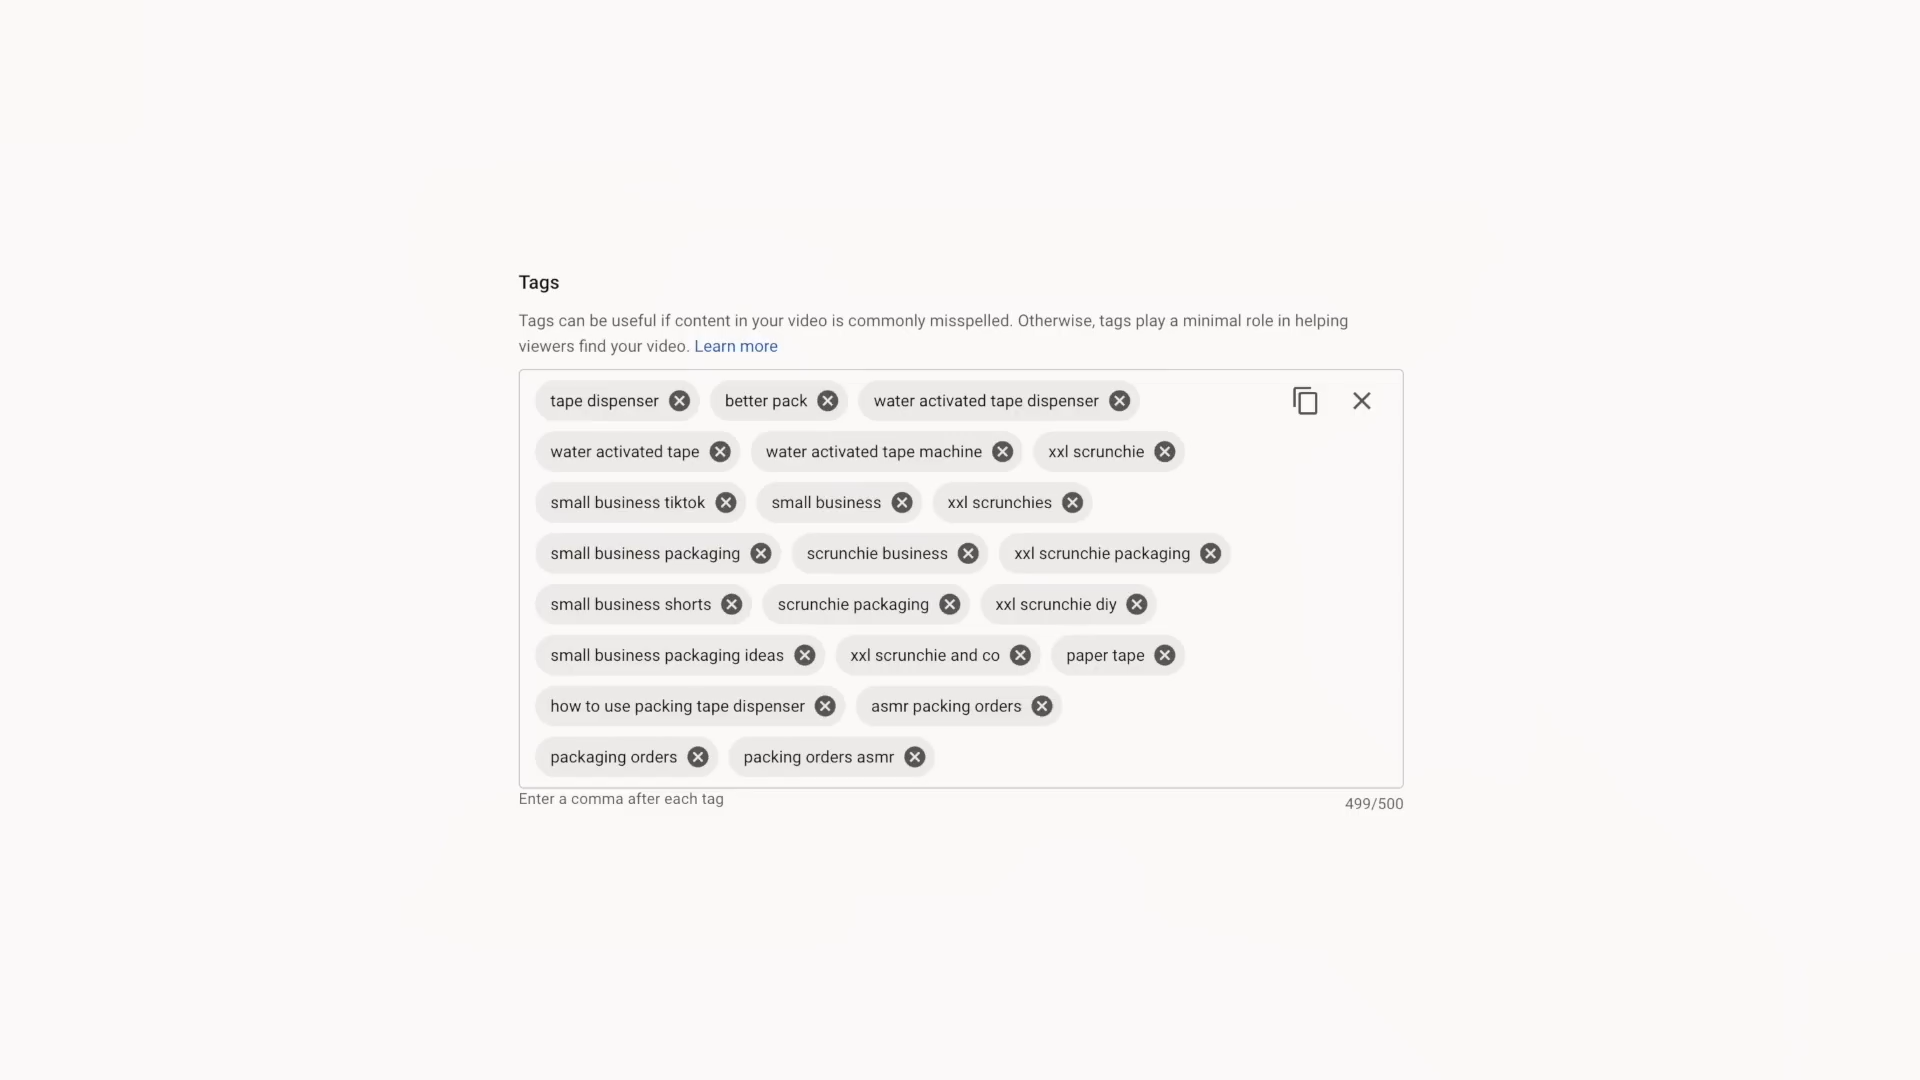 Tags
Tags can be useful if content in your video is commonly misspelled. Otherwise, tags play a minimal role in helping
viewers find your video. Learn more
tape dispenser better pack water activated tape dispenser
water activated tape water activated tape machine xxl scrunchie
small business tiktok small business xxl scrunchies
small business packaging scrunchie business xxl scrunchie packaging
small business shorts scrunchie packaging xxl scrunchie diy
small business packaging ideas xxl scrunchie and co paper tape
how to use packing tape dispenser asmr packing orders
packaging orders packing orders asmr
Enter a comma after each tag
499/500